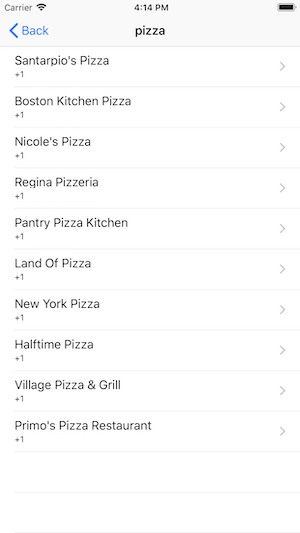 Carrier 4:14 PM
Back pizza
Santarpio's Pizza
+1
Boston Kitchen Pizza
+1
Nicole's Pizza
+1
Regina Pizzeria
+1
Pantry Pizza Kitchen
+1
Land Of Pizza
+1
New York Pizza
+1
Halftime Pizza
+1
Village Pizza & Grill
+1
Primo's Pizza Restaurant
+1